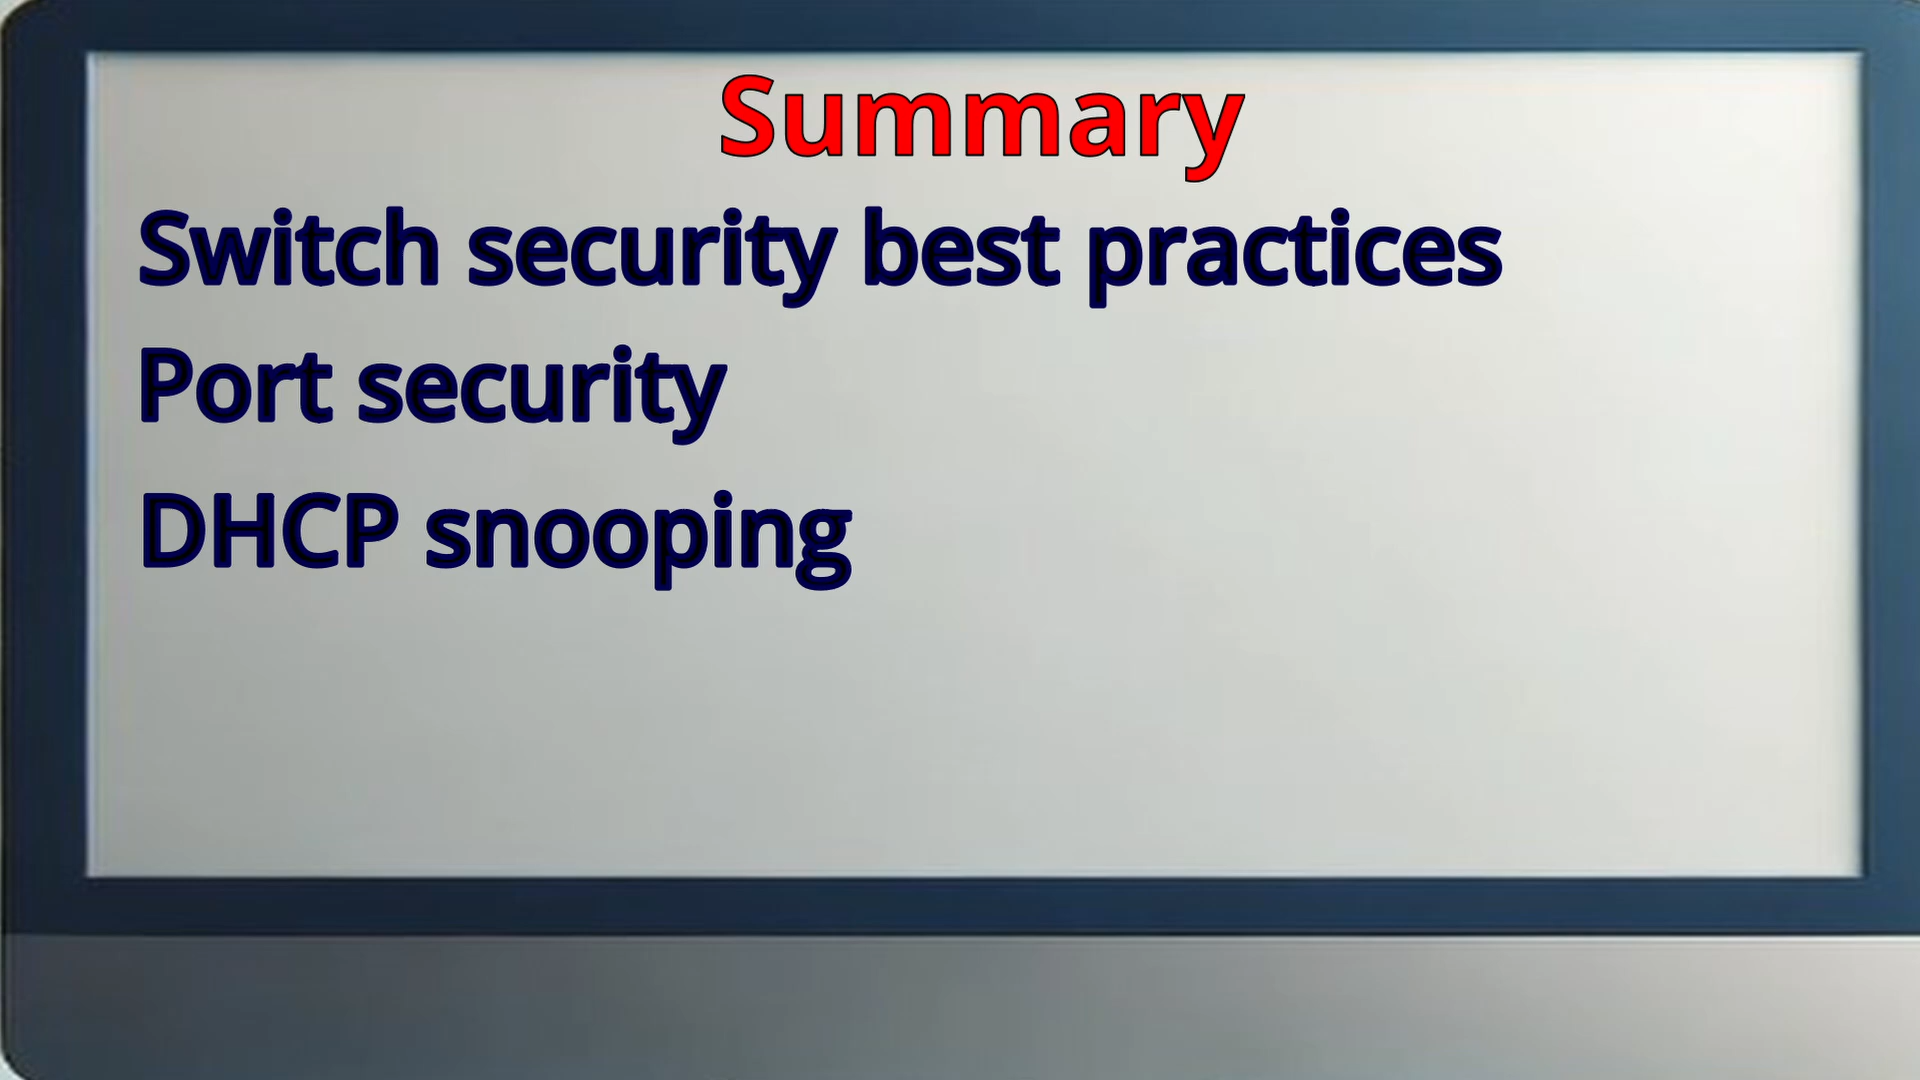 Summary
Switch security best practices
Port security
DHCP snooping